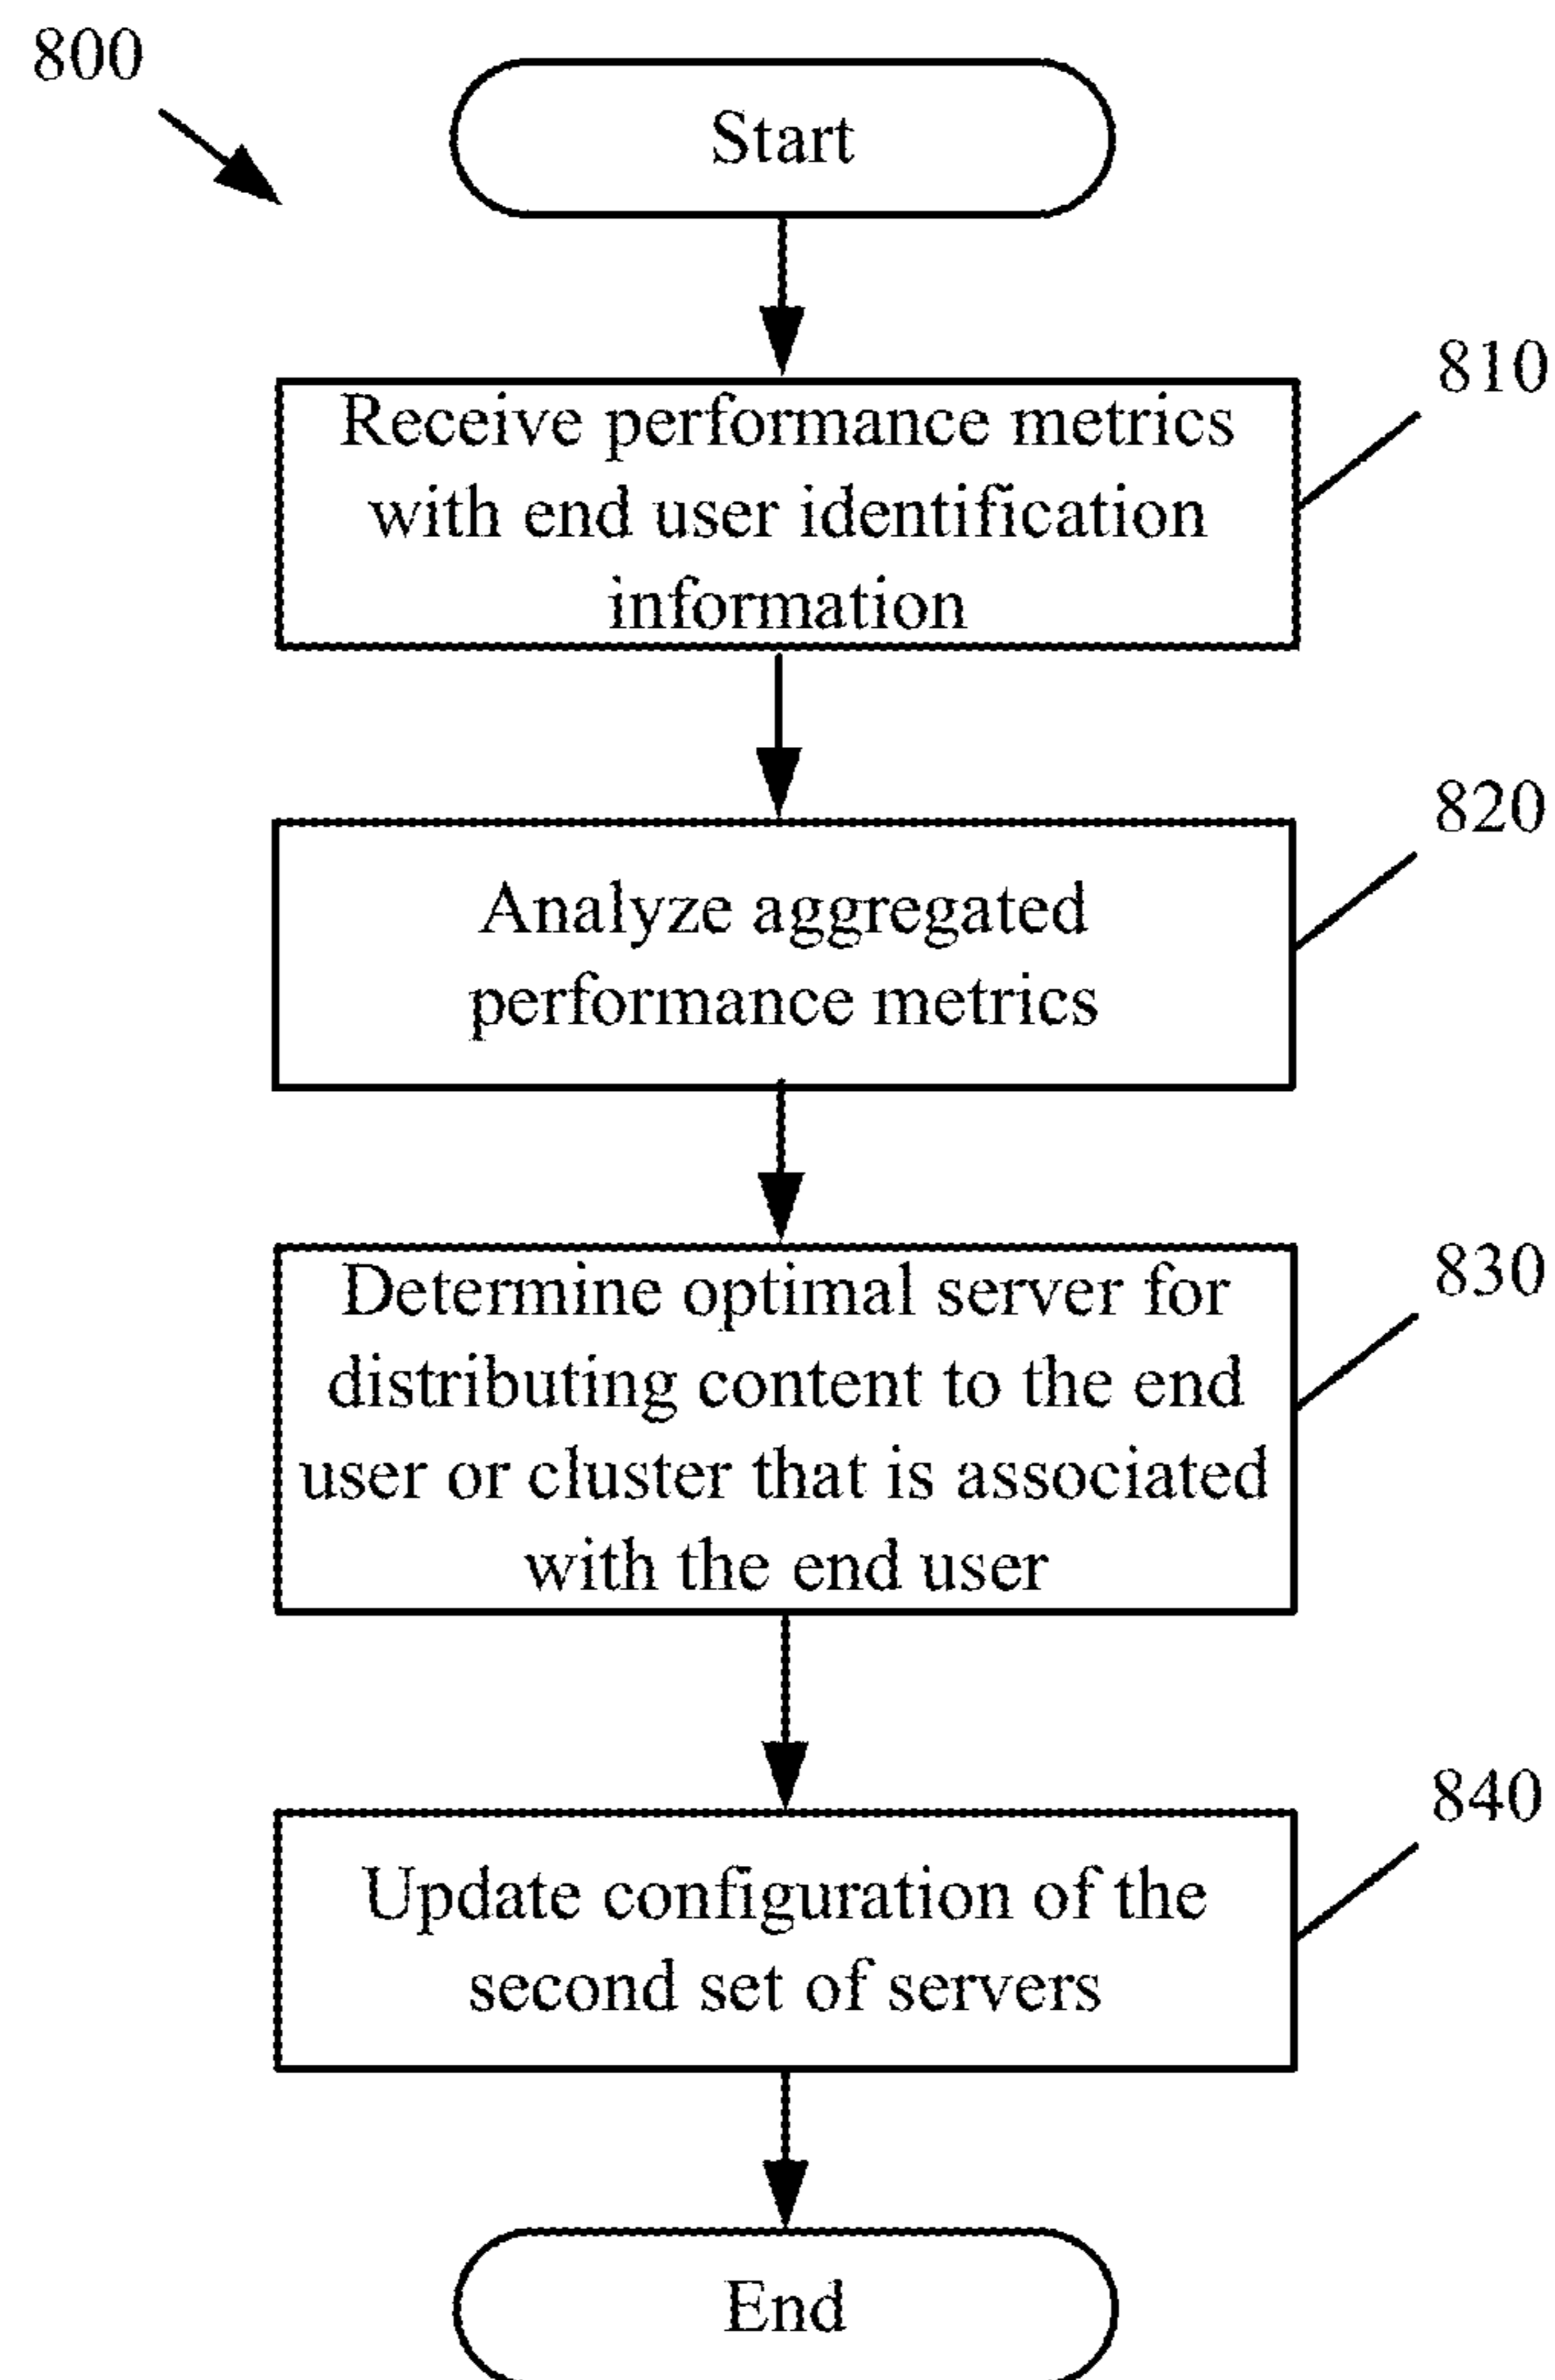 800
Start
810
Receive performance metrics
with end user identification
information
820
Analyze aggregated
performance metrics
830
Determine optimal server for
distributing content to the end
user or cluster that is associated
with the end user
840
Update configuration of the
second set of servers
End